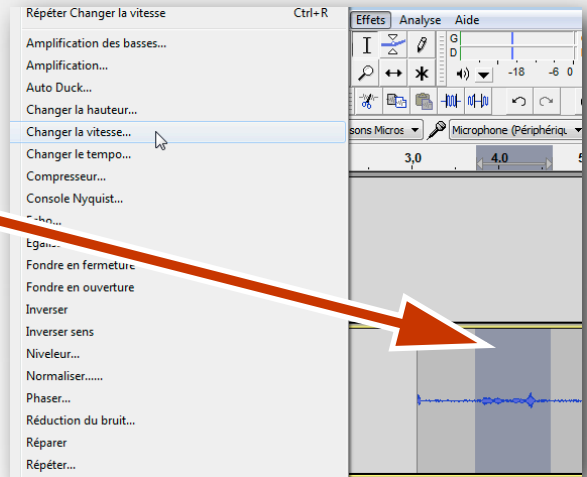 Répéter Changer la vitesse Ctrl+R
Amplification des basses...
Amplification...
Auto Duck...
Changer la hauteur...
Changer la vitesse...
Changer le tempo...
Compresseur...
Console Nyquist...
Echo...
Fondre en fermeture
Fondre en ouverture
Inverser
Inverser sens
Niveleur...
Normaliser......
Phaser...
Réduction du bruit...
Réparer
Répéter...
Effets Analyse Aide
G
D
-18 -6 0
sons Micros Microphone (Périphériqu.
3,0 4.0